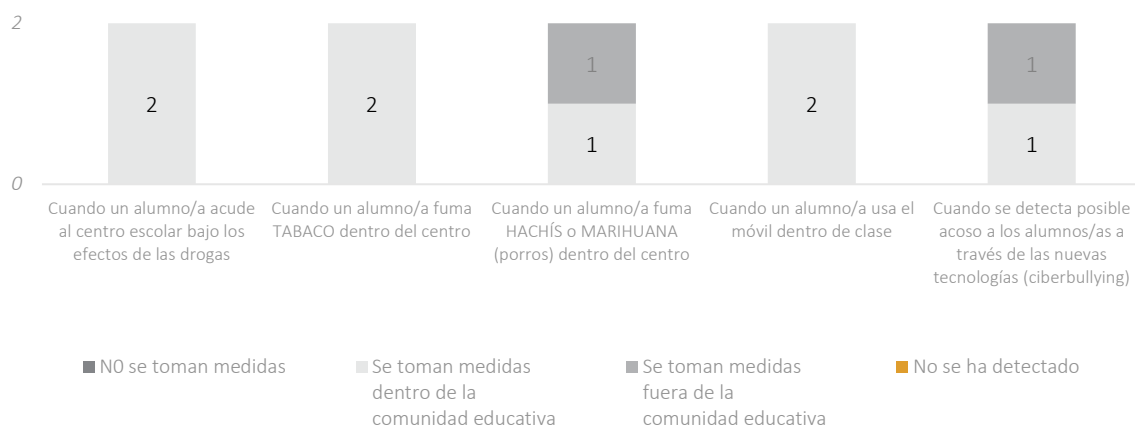 2
1
1
2
2
2
1
1
0
Cuando un alumno/a acude
al centro escolar bajo los
efectos de las drogas
Cuando un alumno/a fuma
TABACO dentro del centro
Cuando un alumno/a fuma
HACHÍS o MARIHUANA
(porros) dentro del centro
Cuando un alumno/a usa el
móvil dentro de clase
Cuando se detecta posible
acoso a los alumnos/as a
través de las nuevas
tecnologías (ciberbullying)
N0 se toman medidas
Se toman medidas
dentro de la
comunidad educativa
Se toman medidas
fuera de la
comunidad educativa
No se ha detectado